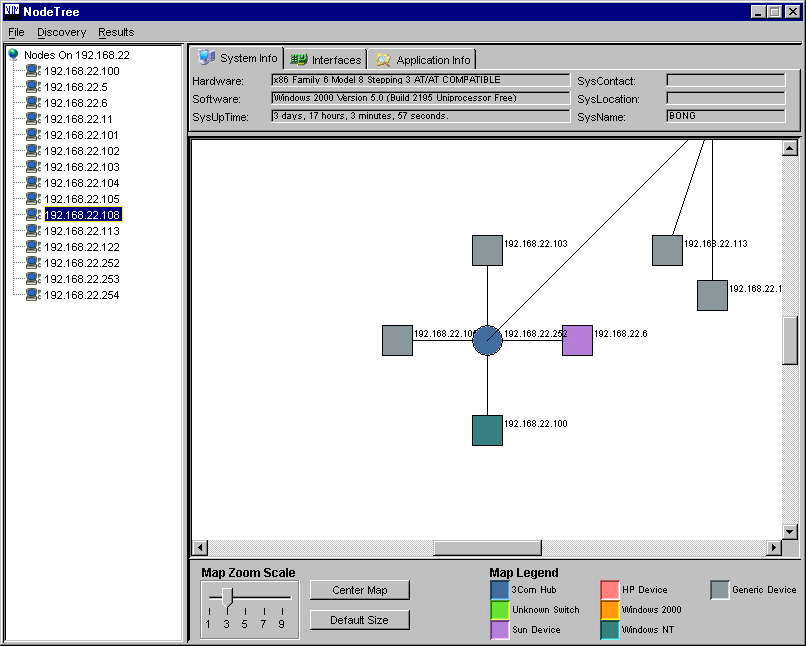 NodeTree
File Discovery Results
Nodes On 192.168.22
192.168.22.100
192.168.22.5
192.168.22.6
192.168.22.11
192.168.22.101
192.168.22.102
192.168.22.103
192.168.22.104
192.168.22.105
192.168.22.108
192.168.22.113
192.168.22.122
192.168.22.252
192.168.22.253
192.168.22.254
System Info Interfaces Application Info
Hardware: x86 Family 6 Model 8 Stepping 3 AT/AT COMPATIBLE SysContact:
Software: Windows 2000 Version 5.0 (Build 2195 Uniprocessor Free) SysLocation:
SysUpTime: 3 days, 17 hours, 3 minutes, 57 seconds. SysName: BONG
192.168.22.103 192.168.22.113
192.168.22.1
192.168.22.10 192.168.22.252 192.168.22.6
192.168.22.100
Map Zoom Scale
1 3 5 7 9
Center Map
Default Size
Map Legend
3Com Hub HP Device Generic Device
Unknown Switch Windows 2000
Sun Device Windows NT